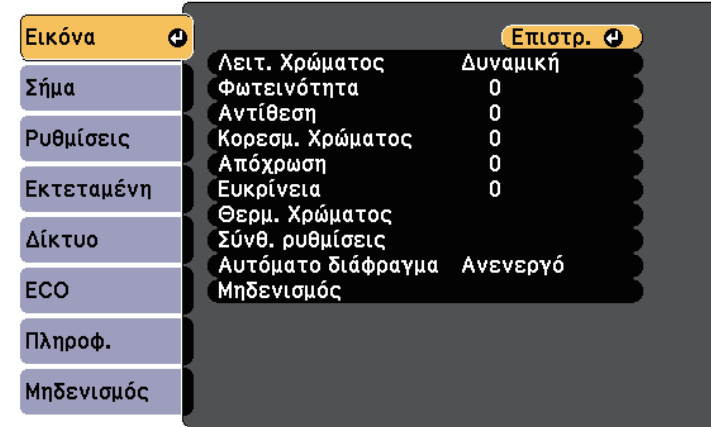 Εικόνα
Σήμα
Ρυθμίσεις
Εκτεταμένη
Δίκτυο
ECO
Πληροφ.
Μηδενισμός
Επιστρ.
Λειτ. Χρώματος Δυναμική
Φωτεινότητα 0
Αντίθεση 0
Κορεσμ. Χρώματος 0
Απόχρωση 0
Ευκρίνεια 0
Θερμ. Χρώματος
Σύνθ. ρυθμίσεις
Αυτόματο διάφραγμα Ανενεργό
Μηδενισμός